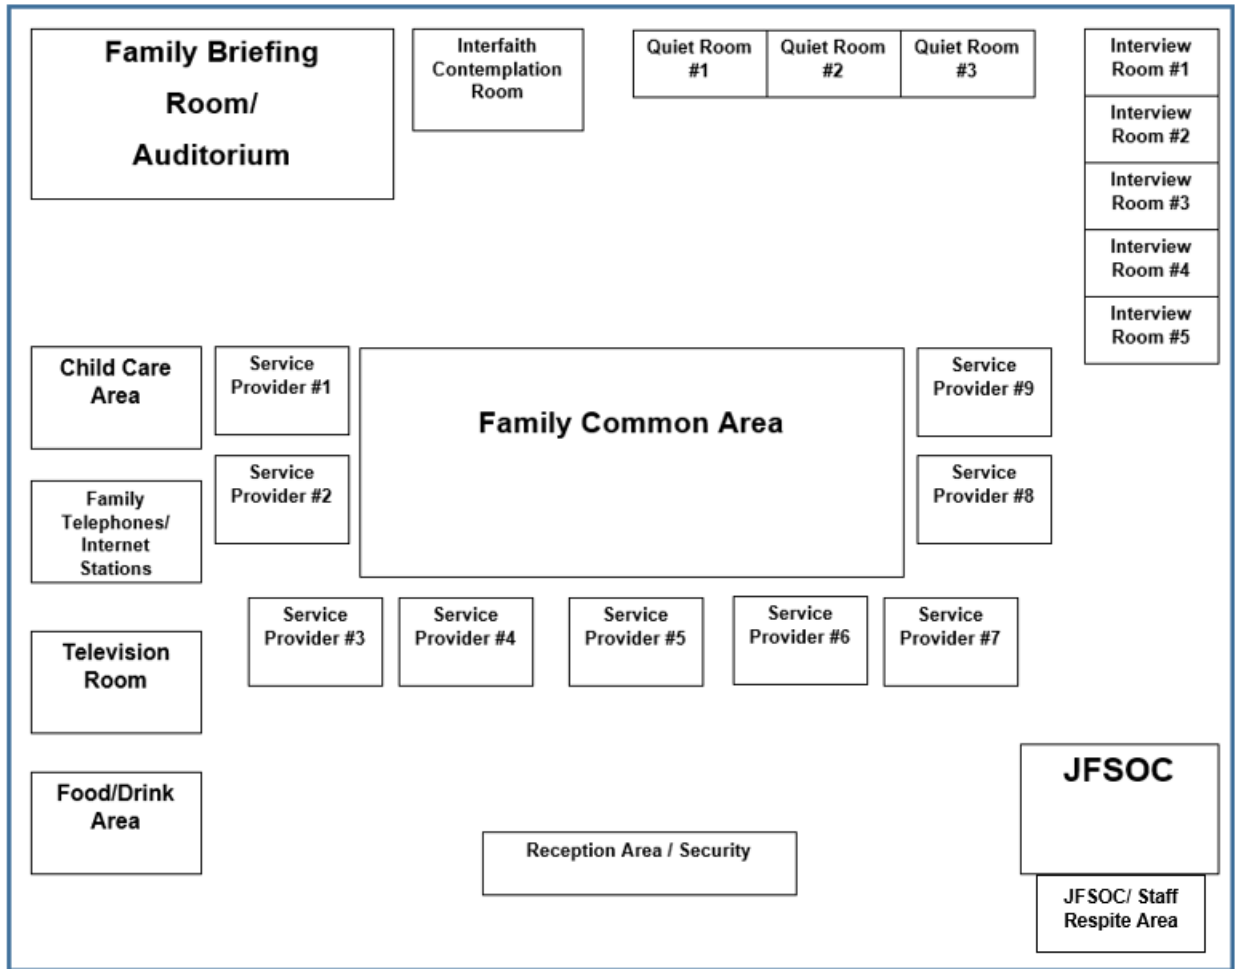 Family Briefing
Room/
Auditorium
Interfaith
Contemplation
Room
Quiet Room
#1
Quiet Room
#2
Quiet Room
#3
Interview
Room #1
Interview
Room #2
Interview
Room #3
Interview
Room #4
Interview
Room #5
Child Care
Area
Service
Provider #1
Family Common Area
Service
Provider #9
Family
Telephones/
Internet
Stations
Service
Provider #2
Service
Provider #8
Television
Room
Service
Provider #3
Service
Provider #4
Service
Provider #5
Service
Provider #6
Service
Provider #7
Food/Drink
Area
Reception Area / Security
JFSOC
JFSOC/ Staff
Respite Area